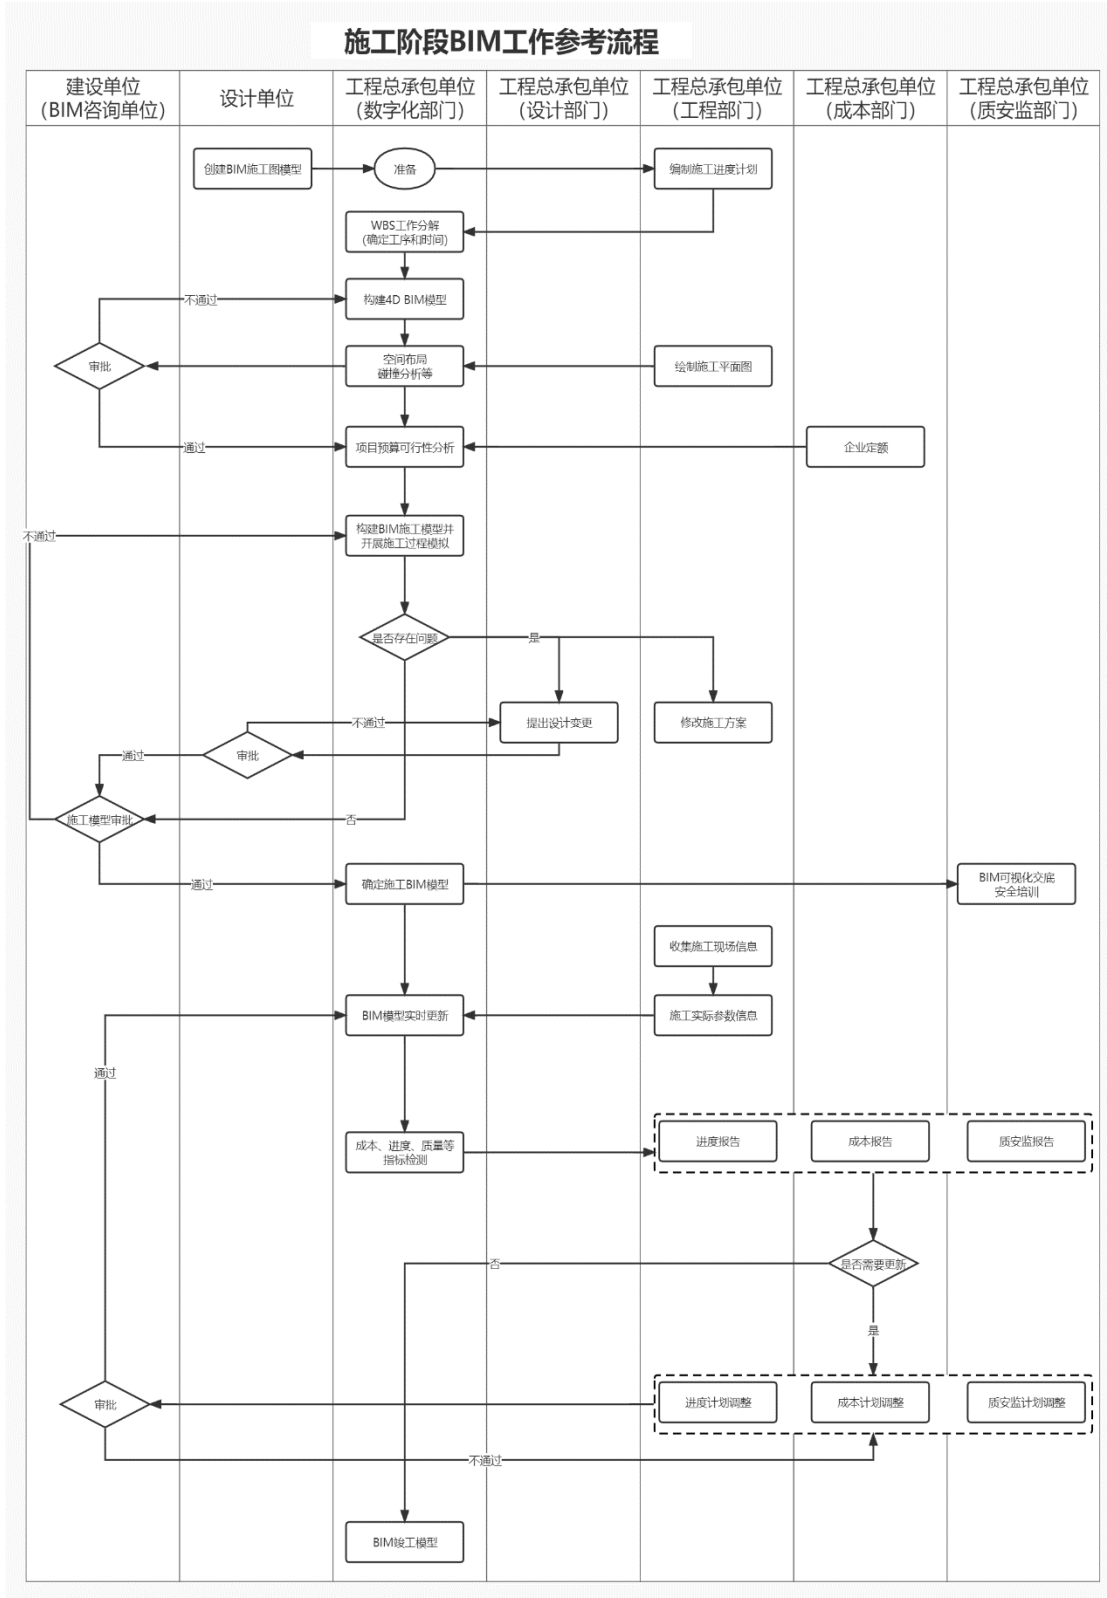 施工阶段BIM工作参考流程
建设单位
（BIM咨询单位）
设计单位
工程总承包单位
（数字化部门）
工程总承包单位
（设计部门）
工程总承包单位
（工程部门）
工程总承包单位
（成本部门）
工程总承包单位
（质安监部门）
创建BIM施工图模型
准备
编制施工进度计划
WBS工作分解
(确定工序和时间)
不通过
构建4D BIM模型
审批
空间布局
碰撞分析等
绘制施工平面图
通过
项目预算可行性分析
企业定额
不通过
构建BIM施工模型并
开展施工过程模拟
是否存在问题
是
不通过
提出设计变更
修改施工方案
通过
审批
施工模型审批
否
通过
确定施工BIM模型
BIM可视化交底
安全培训
收集施工现场信息
BIM模型实时更新
施工实际参数信息
通过
成本、进度、质量等
指标检测
进度报告
成本报告
质安监报告
否
是否需要更新
是
审批
进度计划调整
成本计划调整
质安监计划调整
不通过
BIM竣工模型